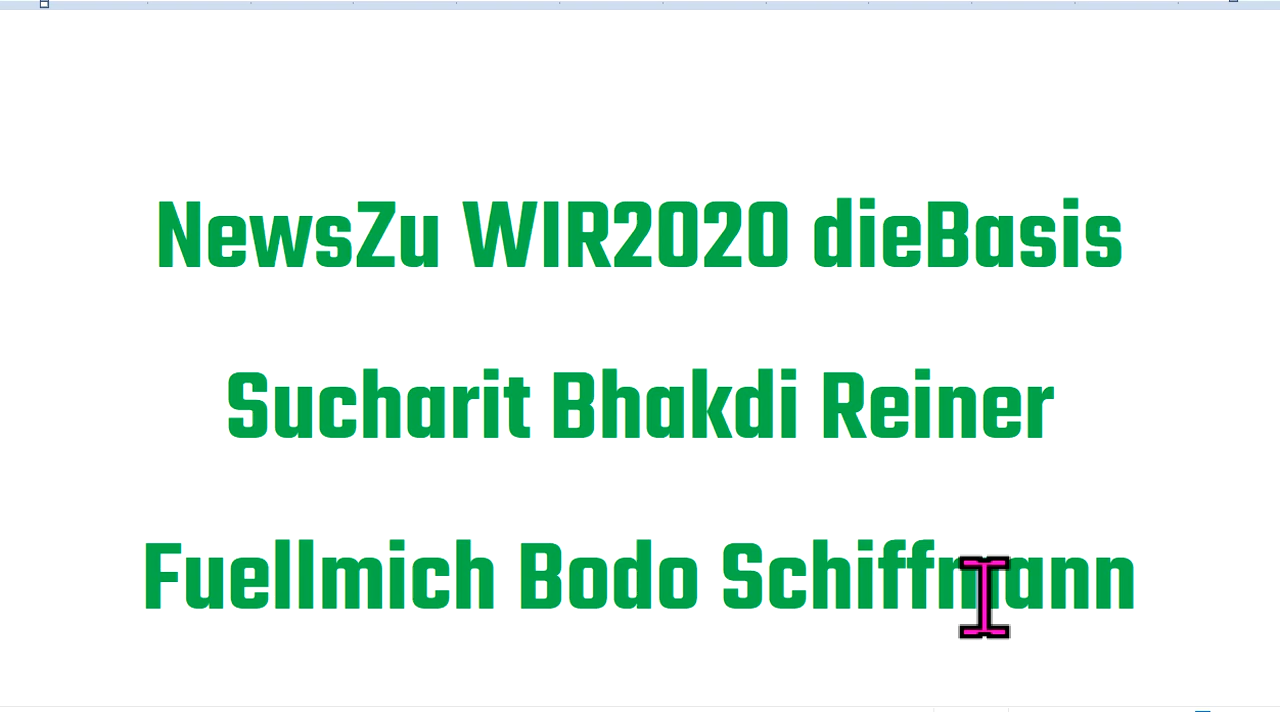 NewsZu WIR2020 dieBasis
Sucharit Bhakdi Reiner
Fuellmich Bodo Schiffmann